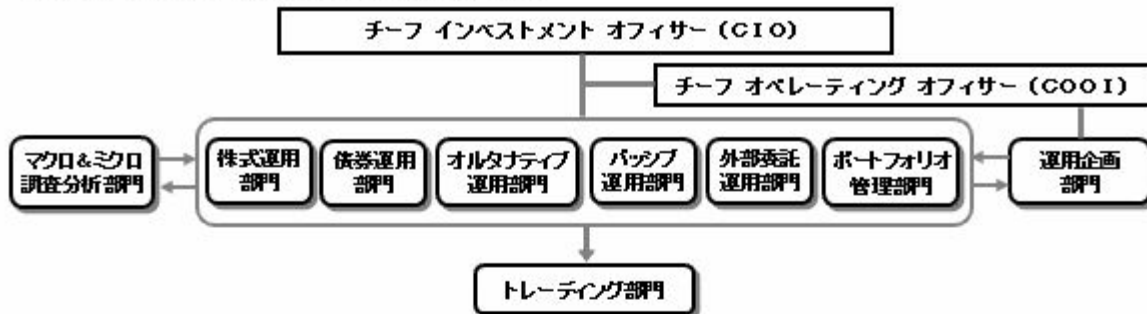 チーフ インベストメント オフィサー (CIO)
チーフ オペレーティング オフィサー (COOI)
マクロ&ミクロ
調査分析部門
株式運用
部門
債券運用
部門
オルタナティブ
運用部門
パッシブ
運用部門
外部委託
運用部門
ポートフォリオ
管理部門
運用企画
部門
トレーディング部門